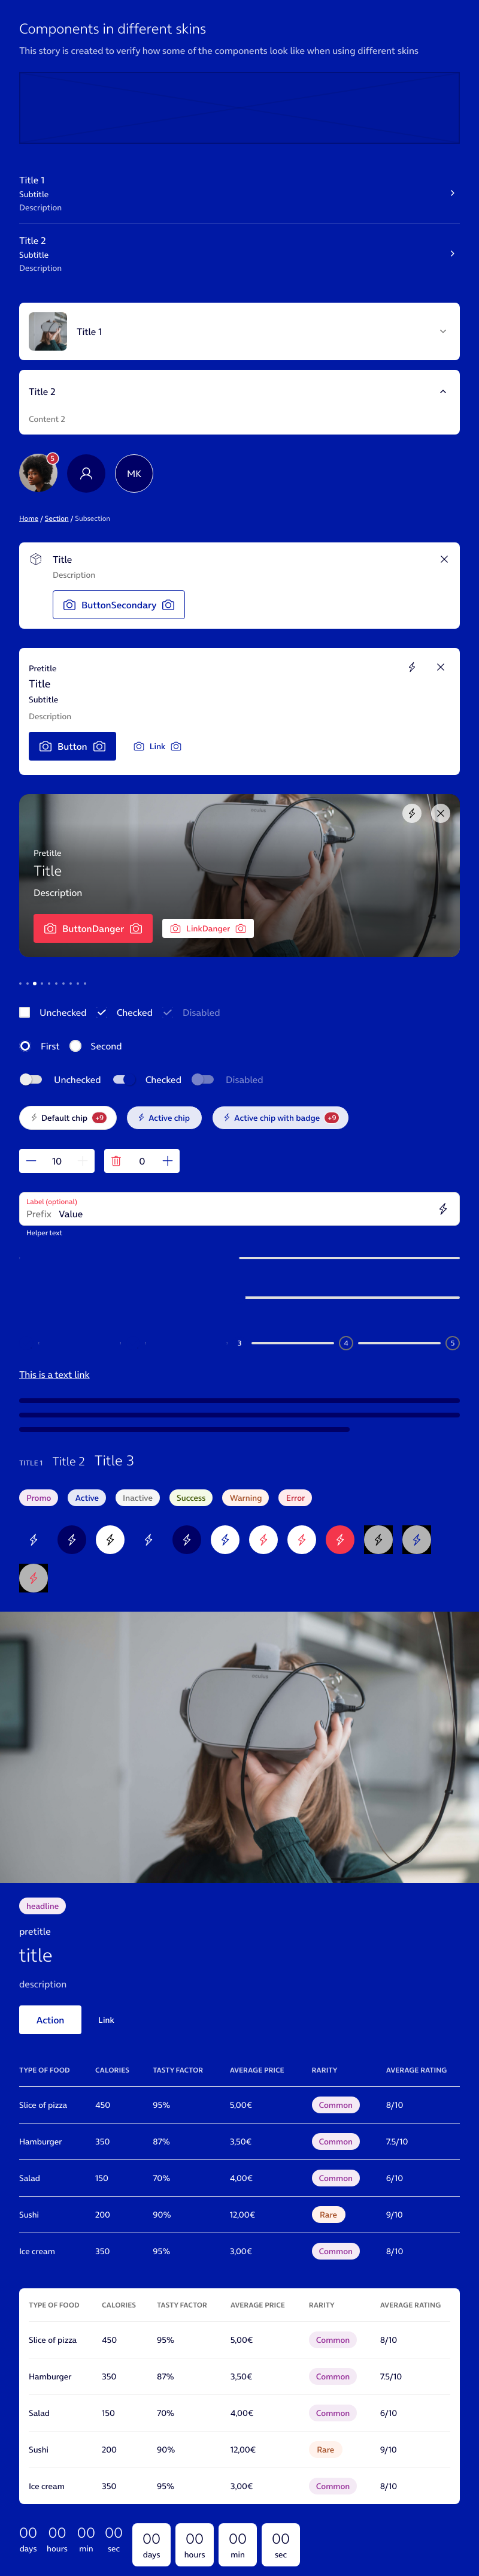 Components in different skins
This story is created to verify how some of the components look like when using different skins
Title 1
Subtitle
Description
Title 2
Subtitle
Description
Title 1
Title 2
Content 2
5
MK
Home / Section / Subsection
Title
Description
ButtonSecondary
Pretitle
Title
Subtitle
Description
Button Link
oculus
Pretitle
Title
Description
ButtonDanger LinkDanger
Unchecked Checked Disabled
First Second
Unchecked Checked Disabled
Default chip +9 Active chip Active chip with badge +9
10 0
Label (optional)
Prefix Value
Helper text
3 4 5
This is a text link
TITLE 1 Title 2 Title 3
Promo Active Inactive Success Warning Error
oculus
headline
pretitle
title
description
Action Link
TYPE OF FOOD CALORIES TASTY FACTOR AVERAGE PRICE RARITY AVERAGE RATING
Slice of pizza 450 95% 5,00€ Common 8/10
Hamburger 350 87% 3,50€ Common 7.5/10
Salad 150 70% 4,00€ Common 6/10
Sushi 200 90% 12,00€ Rare 9/10
Ice cream 350 95% 3,00€ Common 8/10
TYPE OF FOOD CALORIES TASTY FACTOR AVERAGE PRICE RARITY AVERAGE RATING
Slice of pizza 450 95% 5,00€ Common 8/10
Hamburger 350 87% 3,50€ Common 7.5/10
Salad 150 70% 4,00€ Common 6/10
Sushi 200 90% 12,00€ Rare 9/10
Ice cream 350 95% 3,00€ Common 8/10
00 00 00 00 00 00 00 00
days hours min sec days hours min sec